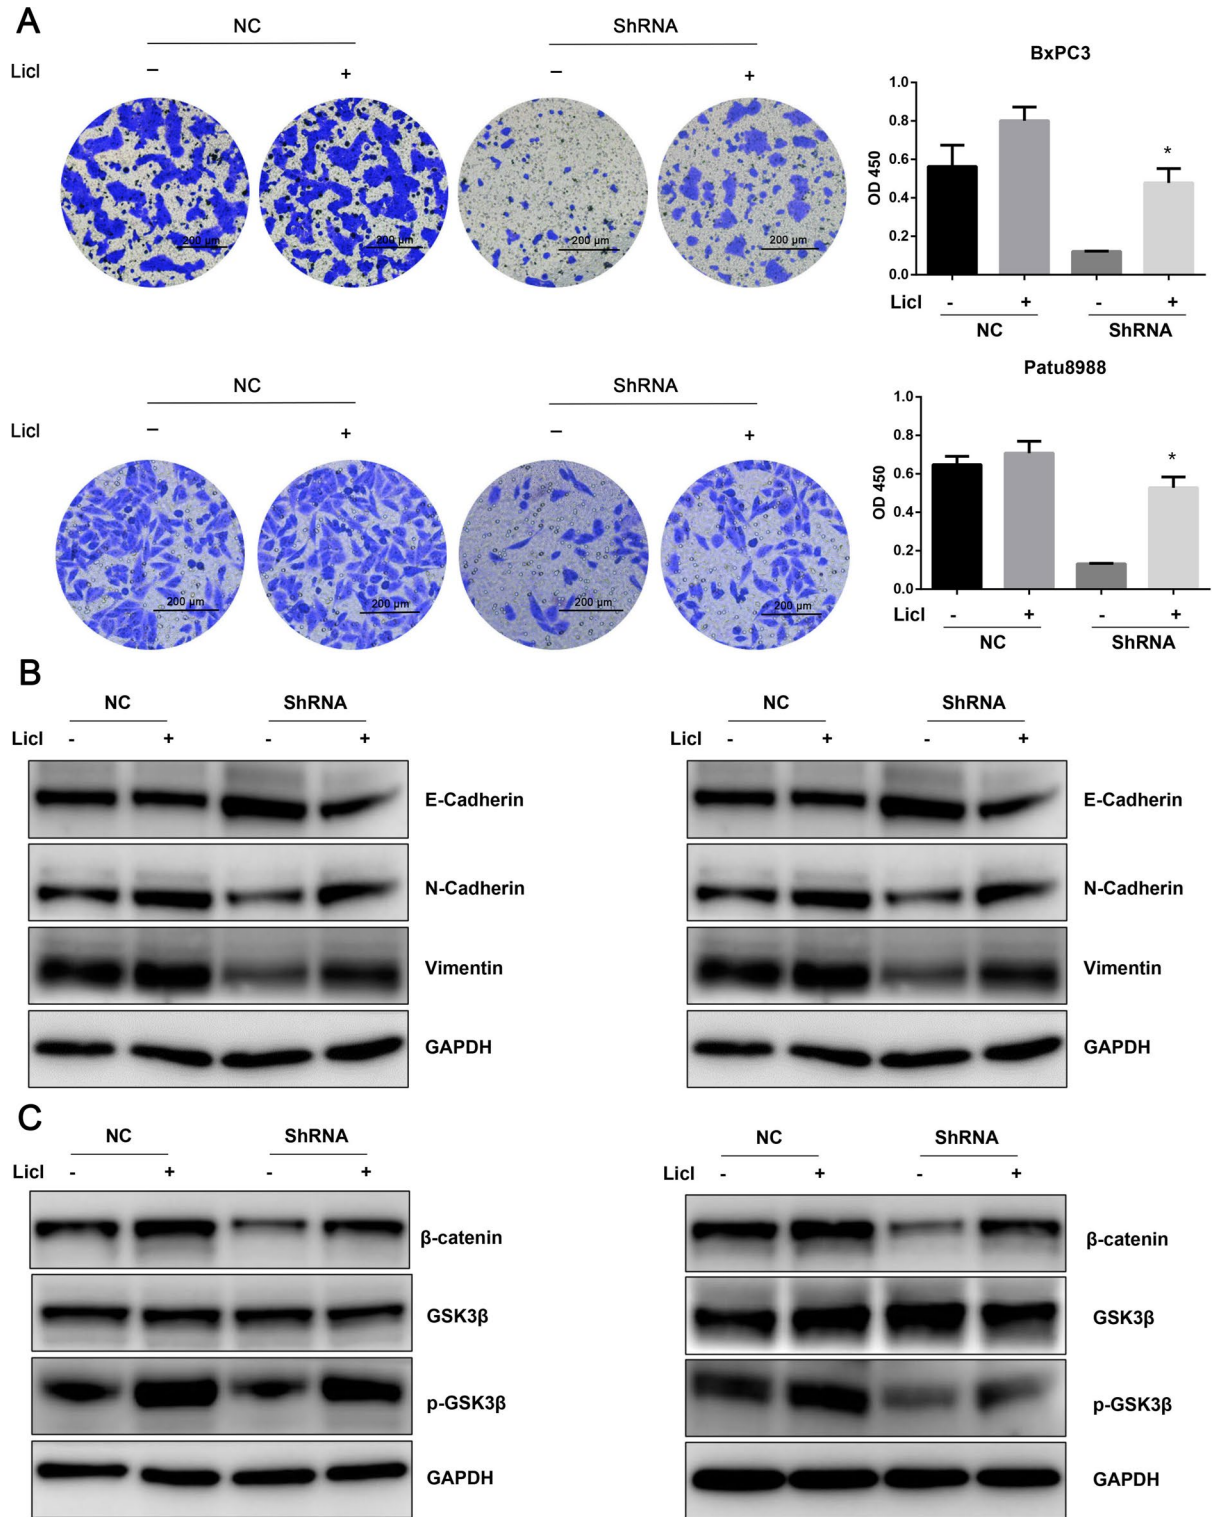 A
NC
ShRNA
Licl
–
+
–
+
200 µm
200 µm
200 µm
200 µm
BxPC3
OD 450
1.0
0.8
0.6
0.4
0.2
0.0
*
Licl - + - +
NC ShRNA
NC
ShRNA
Licl
–
+
–
+
200 µm
200 µm
200 µm
200 µm
Patu8988
OD 450
1.0
0.8
0.6
0.4
0.2
0.0
*
Licl - + - +
NC ShRNA
B
NC ShRNA
Licl - + - +
E-Cadherin
N-Cadherin
Vimentin
GAPDH
NC ShRNA
Licl - + - +
E-Cadherin
N-Cadherin
Vimentin
GAPDH
C
NC ShRNA
Licl - + - +
β-catenin
GSK3β
p-GSK3β
GAPDH
NC ShRNA
Licl - + - +
β-catenin
GSK3β
p-GSK3β
GAPDH